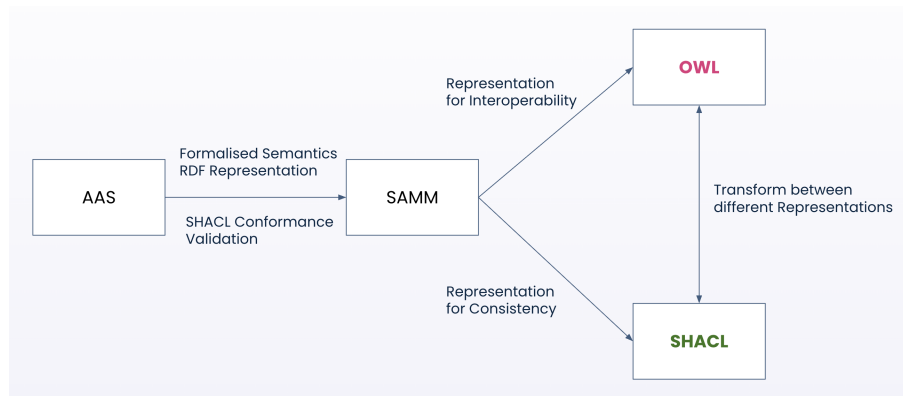 AAS
Formalised Semantics
RDF Representation
SHACL Conformance
Validation
SAMM
Representation
for Interoperability
Representation
for Consistency
OWL
Transform between
different Representations
SHACL